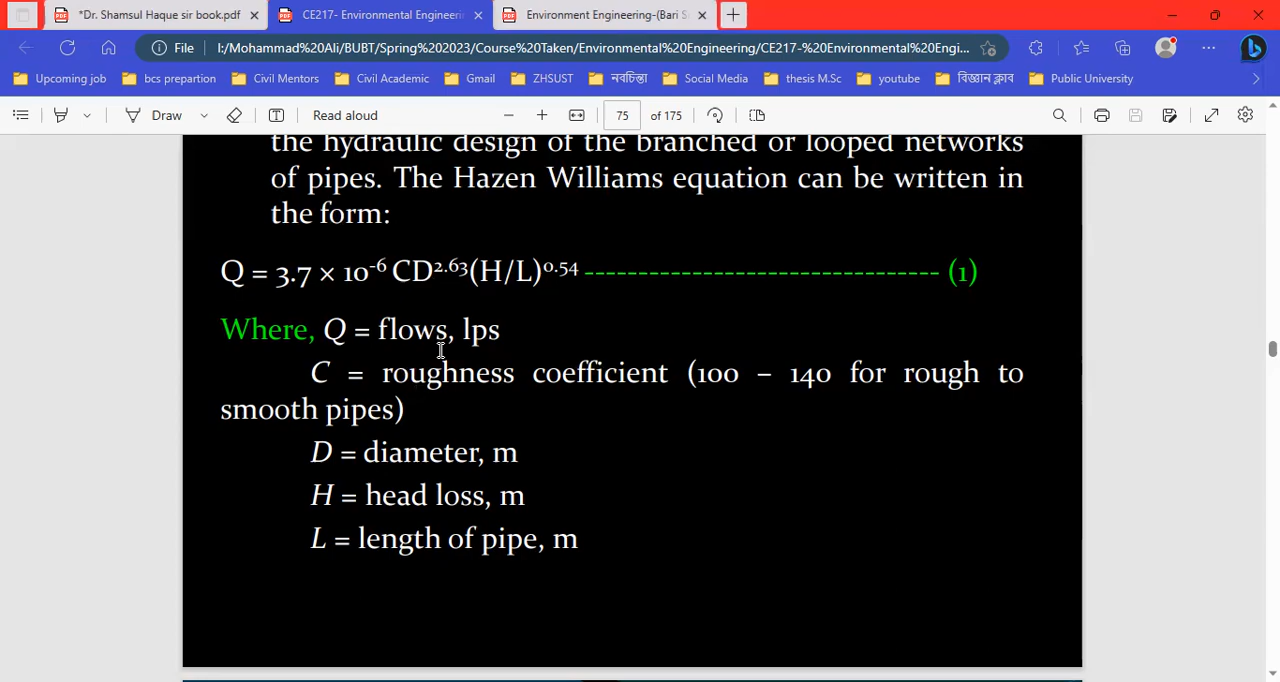 *Dr. Shamsul Haque sir book.pdf
CE217- Environmental Engineerin
Environment Engineering-(Bari S
File
I:/Mohammad%20Ali/BUBT/Spring%202023/Course%20Taken/Environmental%20Engineering/CE217-%20Environmental%20Engi...
Upcoming job
bcs prepartion
Civil Mentors
Civil Academic
Gmail
ZHSUST
নবচিন্তা
Social Media
thesis M.Sc
youtube
বিজ্ঞান ক্লাব
Public University
Draw
Read aloud
75 of 175
the hydraulic design of the branched or looped networks
of pipes. The Hazen Williams equation can be written in
the form:
Q = 3.7 × 10⁻⁶ CD²·⁶³(H/L)⁰·⁵⁴ --------------------------------- (1)
Where, Q = flows, lps
C = roughness coefficient (100 – 140 for rough to
smooth pipes)
D = diameter, m
H = head loss, m
L = length of pipe, m